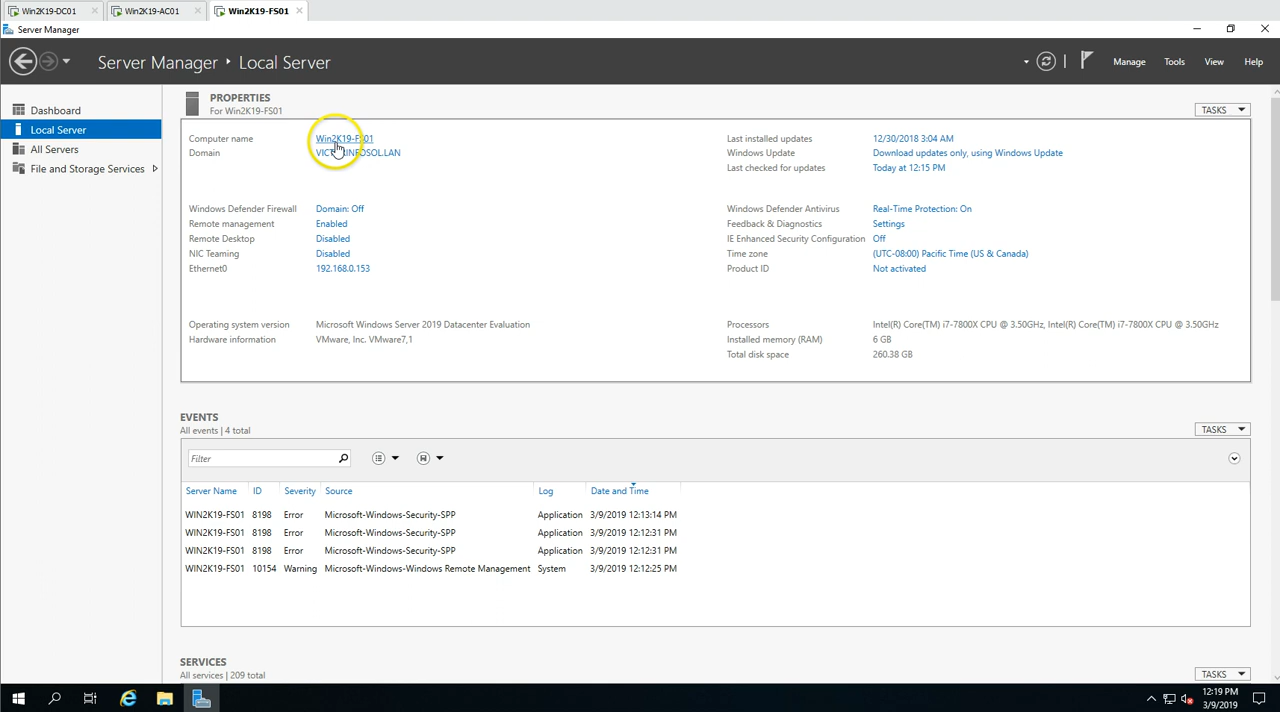 Win2K19-DC01 Win2K19-AC01 Win2K19-FS01
Server Manager
Server Manager Local Server
Manage Tools View Help
Dashboard
Local Server
All Servers
File and Storage Services
PROPERTIES
For Win2K19-FS01
TASKS
Computer name Win2K19-FS01
Domain
Last installed updates 12/30/2018 3:04 AM
Windows Update Download updates only, using Windows Update
Last checked for updates Today at 12:15 PM
Windows Defender Firewall Domain: Off
Remote management Enabled
Remote Desktop Disabled
NIC Teaming Disabled
Ethernet0 192.168.0.153
Windows Defender Antivirus Real-Time Protection: On
Feedback & Diagnostics Settings
IE Enhanced Security Configuration Off
Time zone (UTC-08:00) Pacific Time (US & Canada)
Product ID Not activated
Operating system version Microsoft Windows Server 2019 Datacenter Evaluation
Hardware information VMware, Inc. VMware7,1
Processors Intel(R) Core(TM) i7-7800X CPU @ 3.50GHz, Intel(R) Core(TM) i7-7800X CPU @ 3.50GHz
Installed memory (RAM) 6 GB
Total disk space 260.38 GB
EVENTS
All events | 4 total
TASKS
Filter
Server Name ID Severity Source Log Date and Time
WIN2K19-FS01 8198 Error Microsoft-Windows-Security-SPP Application 3/9/2019 12:13:14 PM
WIN2K19-FS01 8198 Error Microsoft-Windows-Security-SPP Application 3/9/2019 12:12:31 PM
WIN2K19-FS01 8198 Error Microsoft-Windows-Security-SPP Application 3/9/2019 12:12:31 PM
WIN2K19-FS01 10154 Warning Microsoft-Windows-Windows Remote Management System 3/9/2019 12:12:25 PM
SERVICES
All services | 209 total
TASKS
12:19 PM
3/9/2019